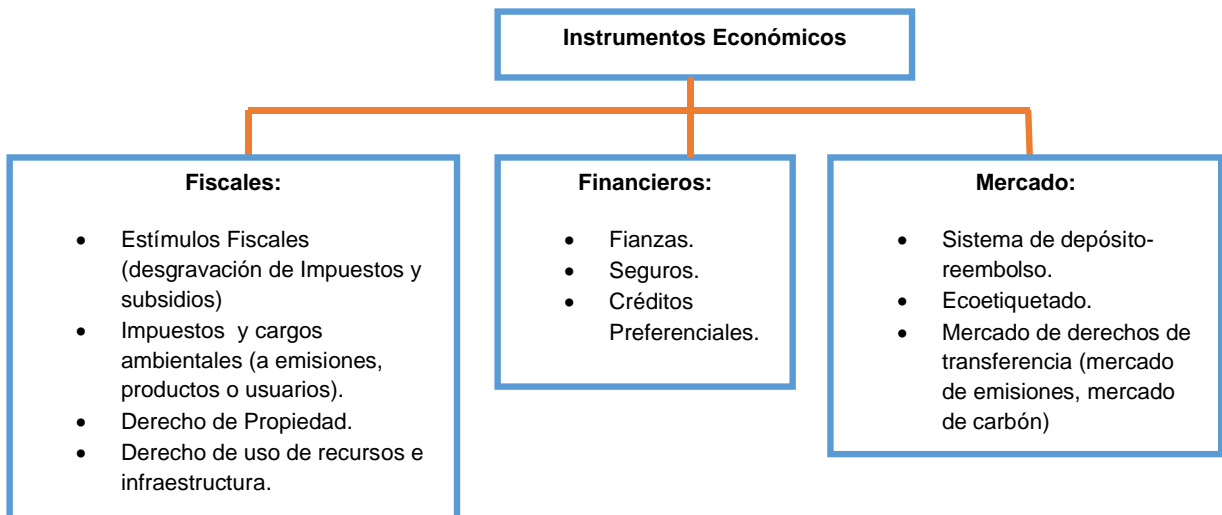 Instrumentos Económicos
Fiscales:
• Estímulos Fiscales
(desgravación de Impuestos y
subsidios)
• Impuestos y cargos
ambientales (a emisiones,
productos o usuarios).
• Derecho de Propiedad.
• Derecho de uso de recursos e
infraestructura.
Financieros:
• Fianzas.
• Seguros.
• Créditos
Preferenciales.
Mercado:
• Sistema de depósito-
reembolso.
• Ecoetiquetado.
• Mercado de derechos de
transferencia (mercado
de emisiones, mercado
de carbón)